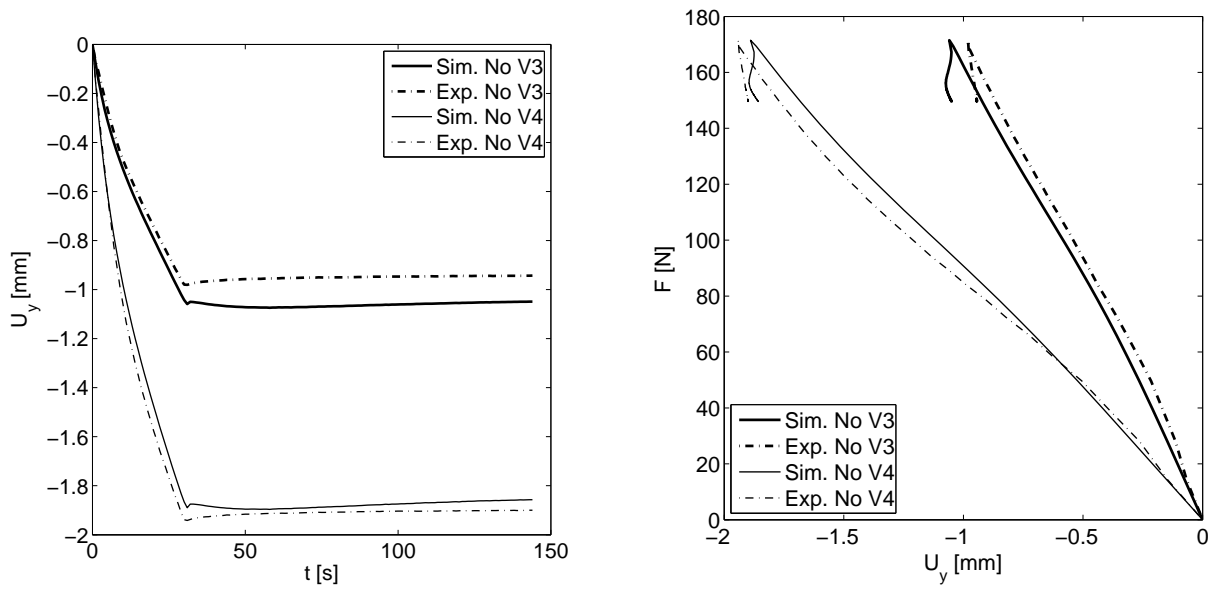 0
−0.2
−0.4
−0.6
−0.8
−1
−1.2
−1.4
−1.6
−1.8
−2
0
50
100
150
t [s]
U_y [mm]
Sim. No V3
Exp. No V3
Sim. No V4
Exp. No V4
180
160
140
120
100
80
60
40
20
0
−2
−1.5
−1
−0.5
0
U_y [mm]
F [N]
Sim. No V3
Exp. No V3
Sim. No V4
Exp. No V4